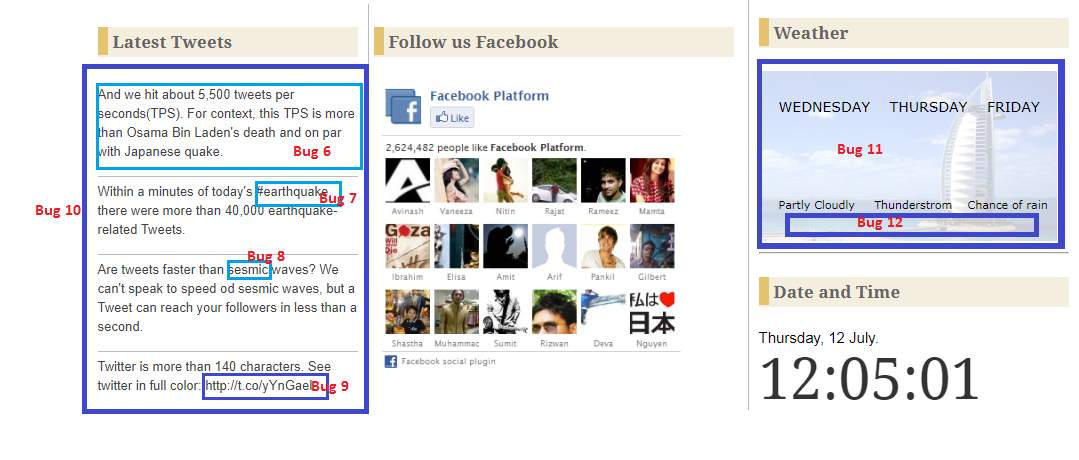 Latest Tweets
And we hit about 5,500 tweets per
seconds(TPS). For context, this TPS is more
than Osama Bin Laden's death and on par
with Japanese quake.
Bug 6
Within a minutes of today's #earthquake,
Bug 7
there were more than 40,000 earthquake-
Bug 10
related Tweets.
Bug 8
Are tweets faster than sesmic waves? We
can't speak to speed od sesmic waves, but a
Tweet can reach your followers in less than a
second.
Twitter is more than 140 characters. See
twitter in full color: http://t.co/yYnGael
Bug 9
Follow us Facebook
Facebook Platform
Like
2,624,482 people like Facebook Platform.
Avinash Vaneeza Nitin Rajat Rameez Mamta
Goza
Will
Die
Ibrahim Elisa Amit Arif Pankil Gilbert
私は❤
日本
Shastha Muhammac Sumit Rizwan Deva Nguyen
Facebook social plugin
Weather
WEDNESDAY THURSDAY FRIDAY
Bug 11
Partly Cloudly Thunderstrom Chance of rain
Bug 12
Date and Time
Thursday, 12 July.
12:05:01